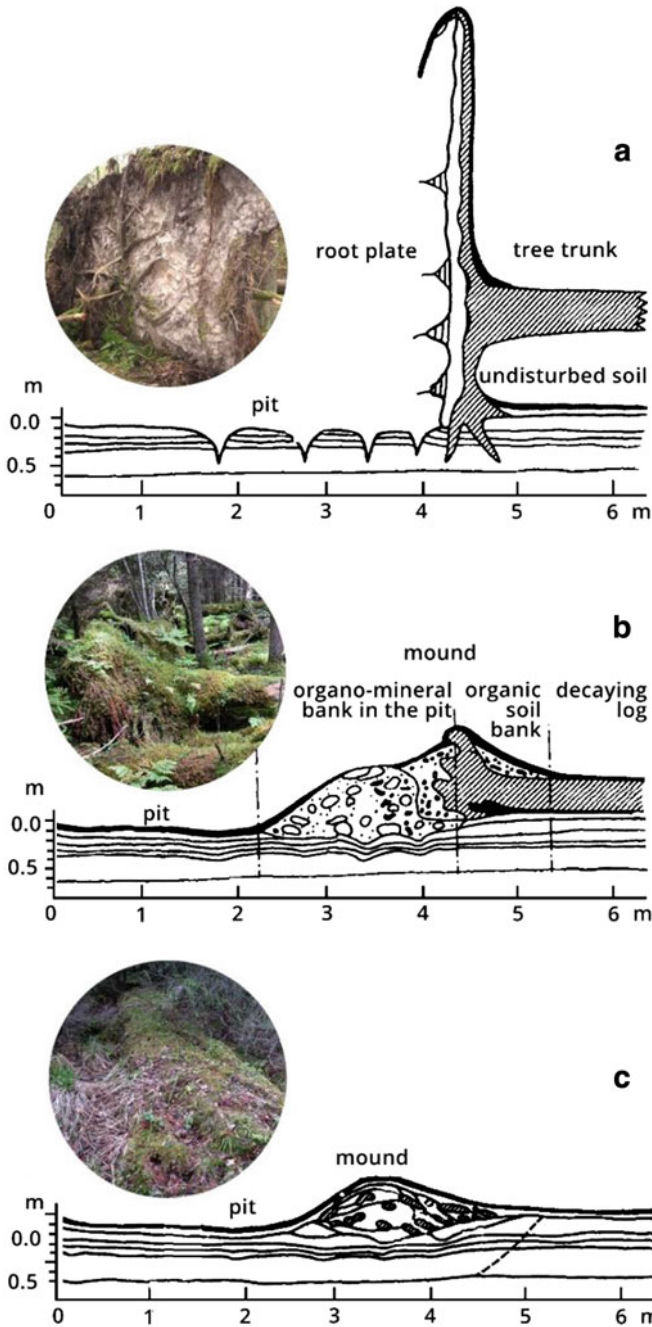 a
root plate
tree trunk
undisturbed soil
m
pit
0.0
0.5
0 1 2 3 4 5 6 m
b
mound
organo-mineral organic decaying
bank in the pit soil log
bank
m
pit
0.0
0.5
0 1 2 3 4 5 6 m
c
mound
m
pit
0.0
0.5
0 1 2 3 4 5 6 m